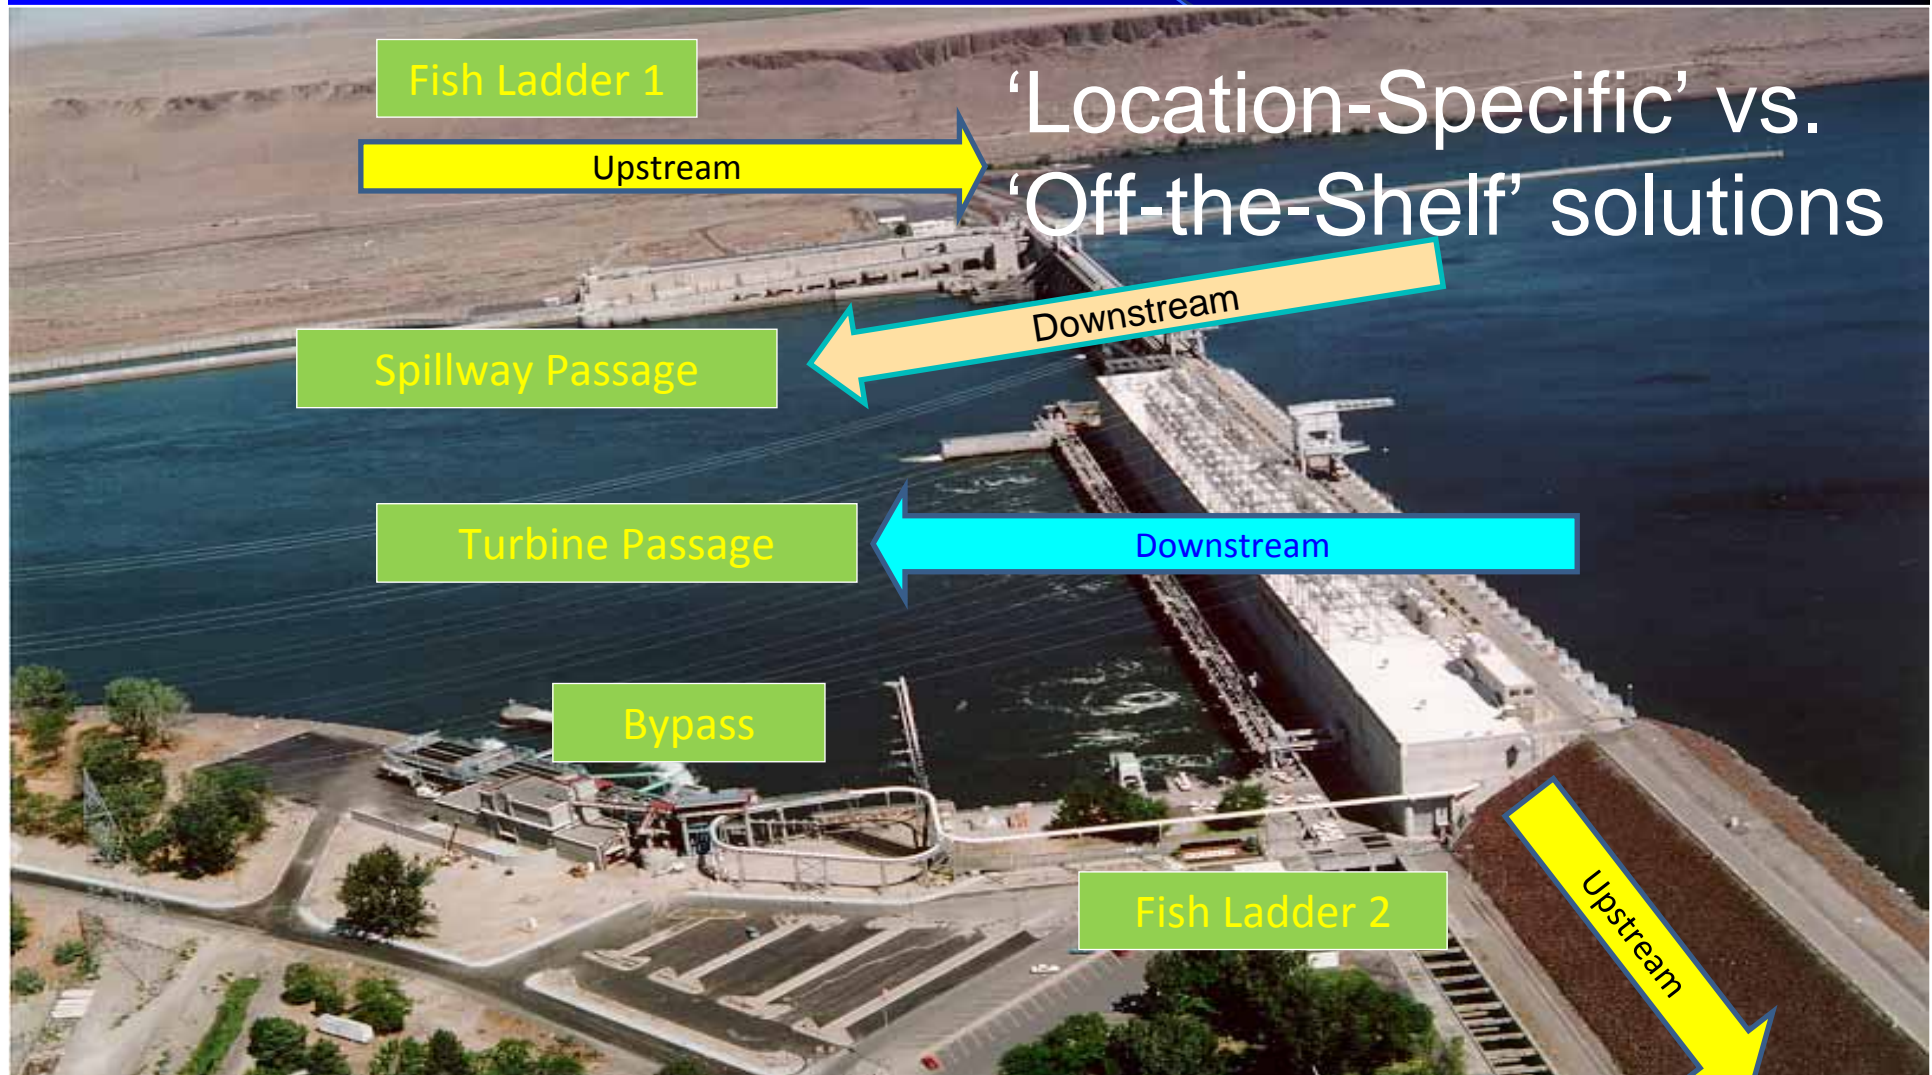 Fish Ladder 1
‘Location-Specific’ vs.
‘Off-the-Shelf’ solutions
Upstream
Downstream
Spillway Passage
Turbine Passage
Downstream
Bypass
Fish Ladder 2
Upstream